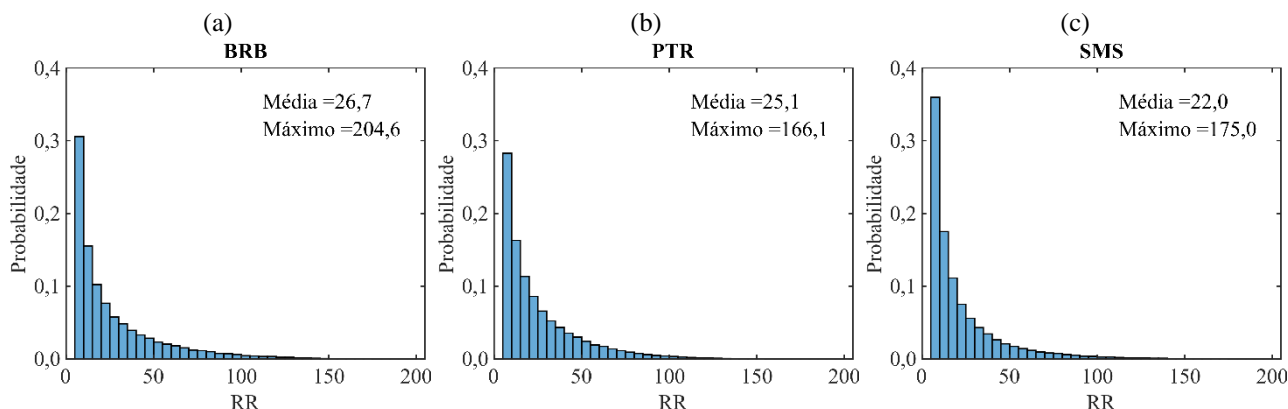 (a)
BRB
0,4
0,3
0,2
0,1
0,0
Probabilidade
Média =26,7
Máximo =204,6
0 50 100 150 200
RR
(b)
PTR
0,4
0,3
0,2
0,1
0,0
Probabilidade
Média =25,1
Máximo =166,1
0 50 100 150 200
RR
(c)
SMS
0,4
0,3
0,2
0,1
0,0
Probabilidade
Média =22,0
Máximo =175,0
0 50 100 150 200
RR